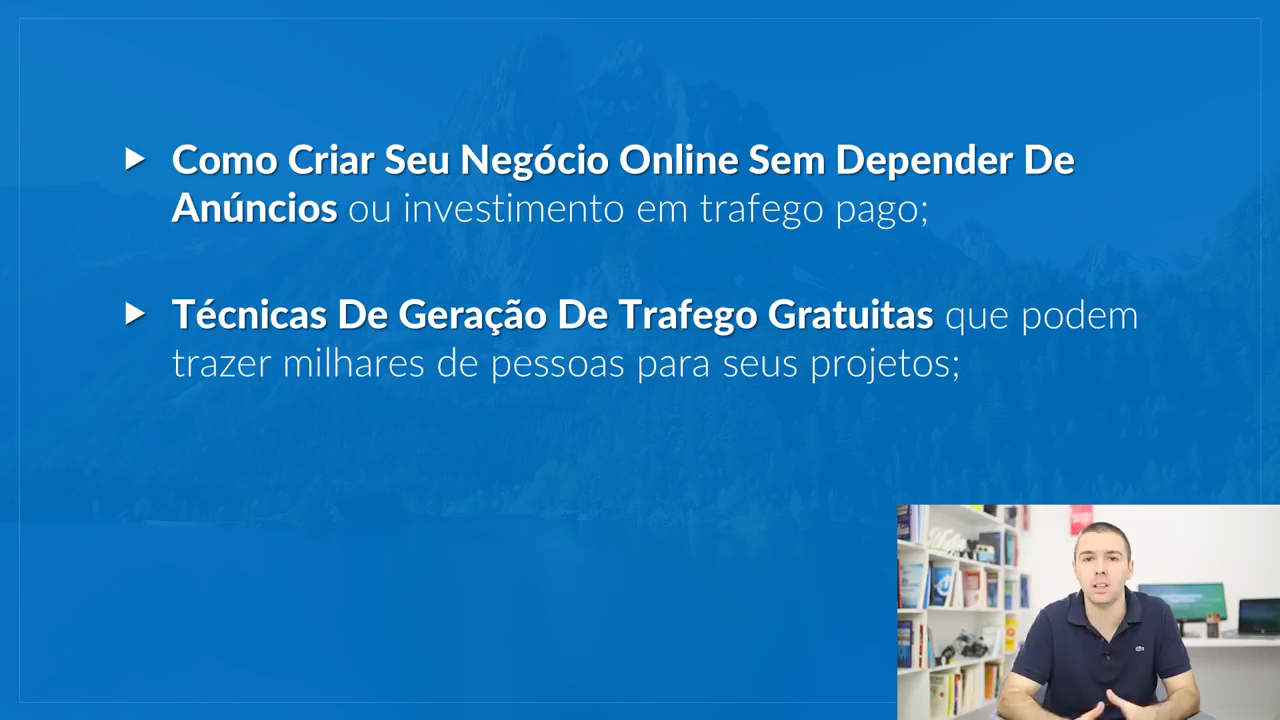 Como Criar Seu Negócio Online Sem Depender De
Anúncios ou investimento em trafego pago;
Técnicas De Geração De Trafego Gratuitas que podem
trazer milhares de pessoas para seus projetos;